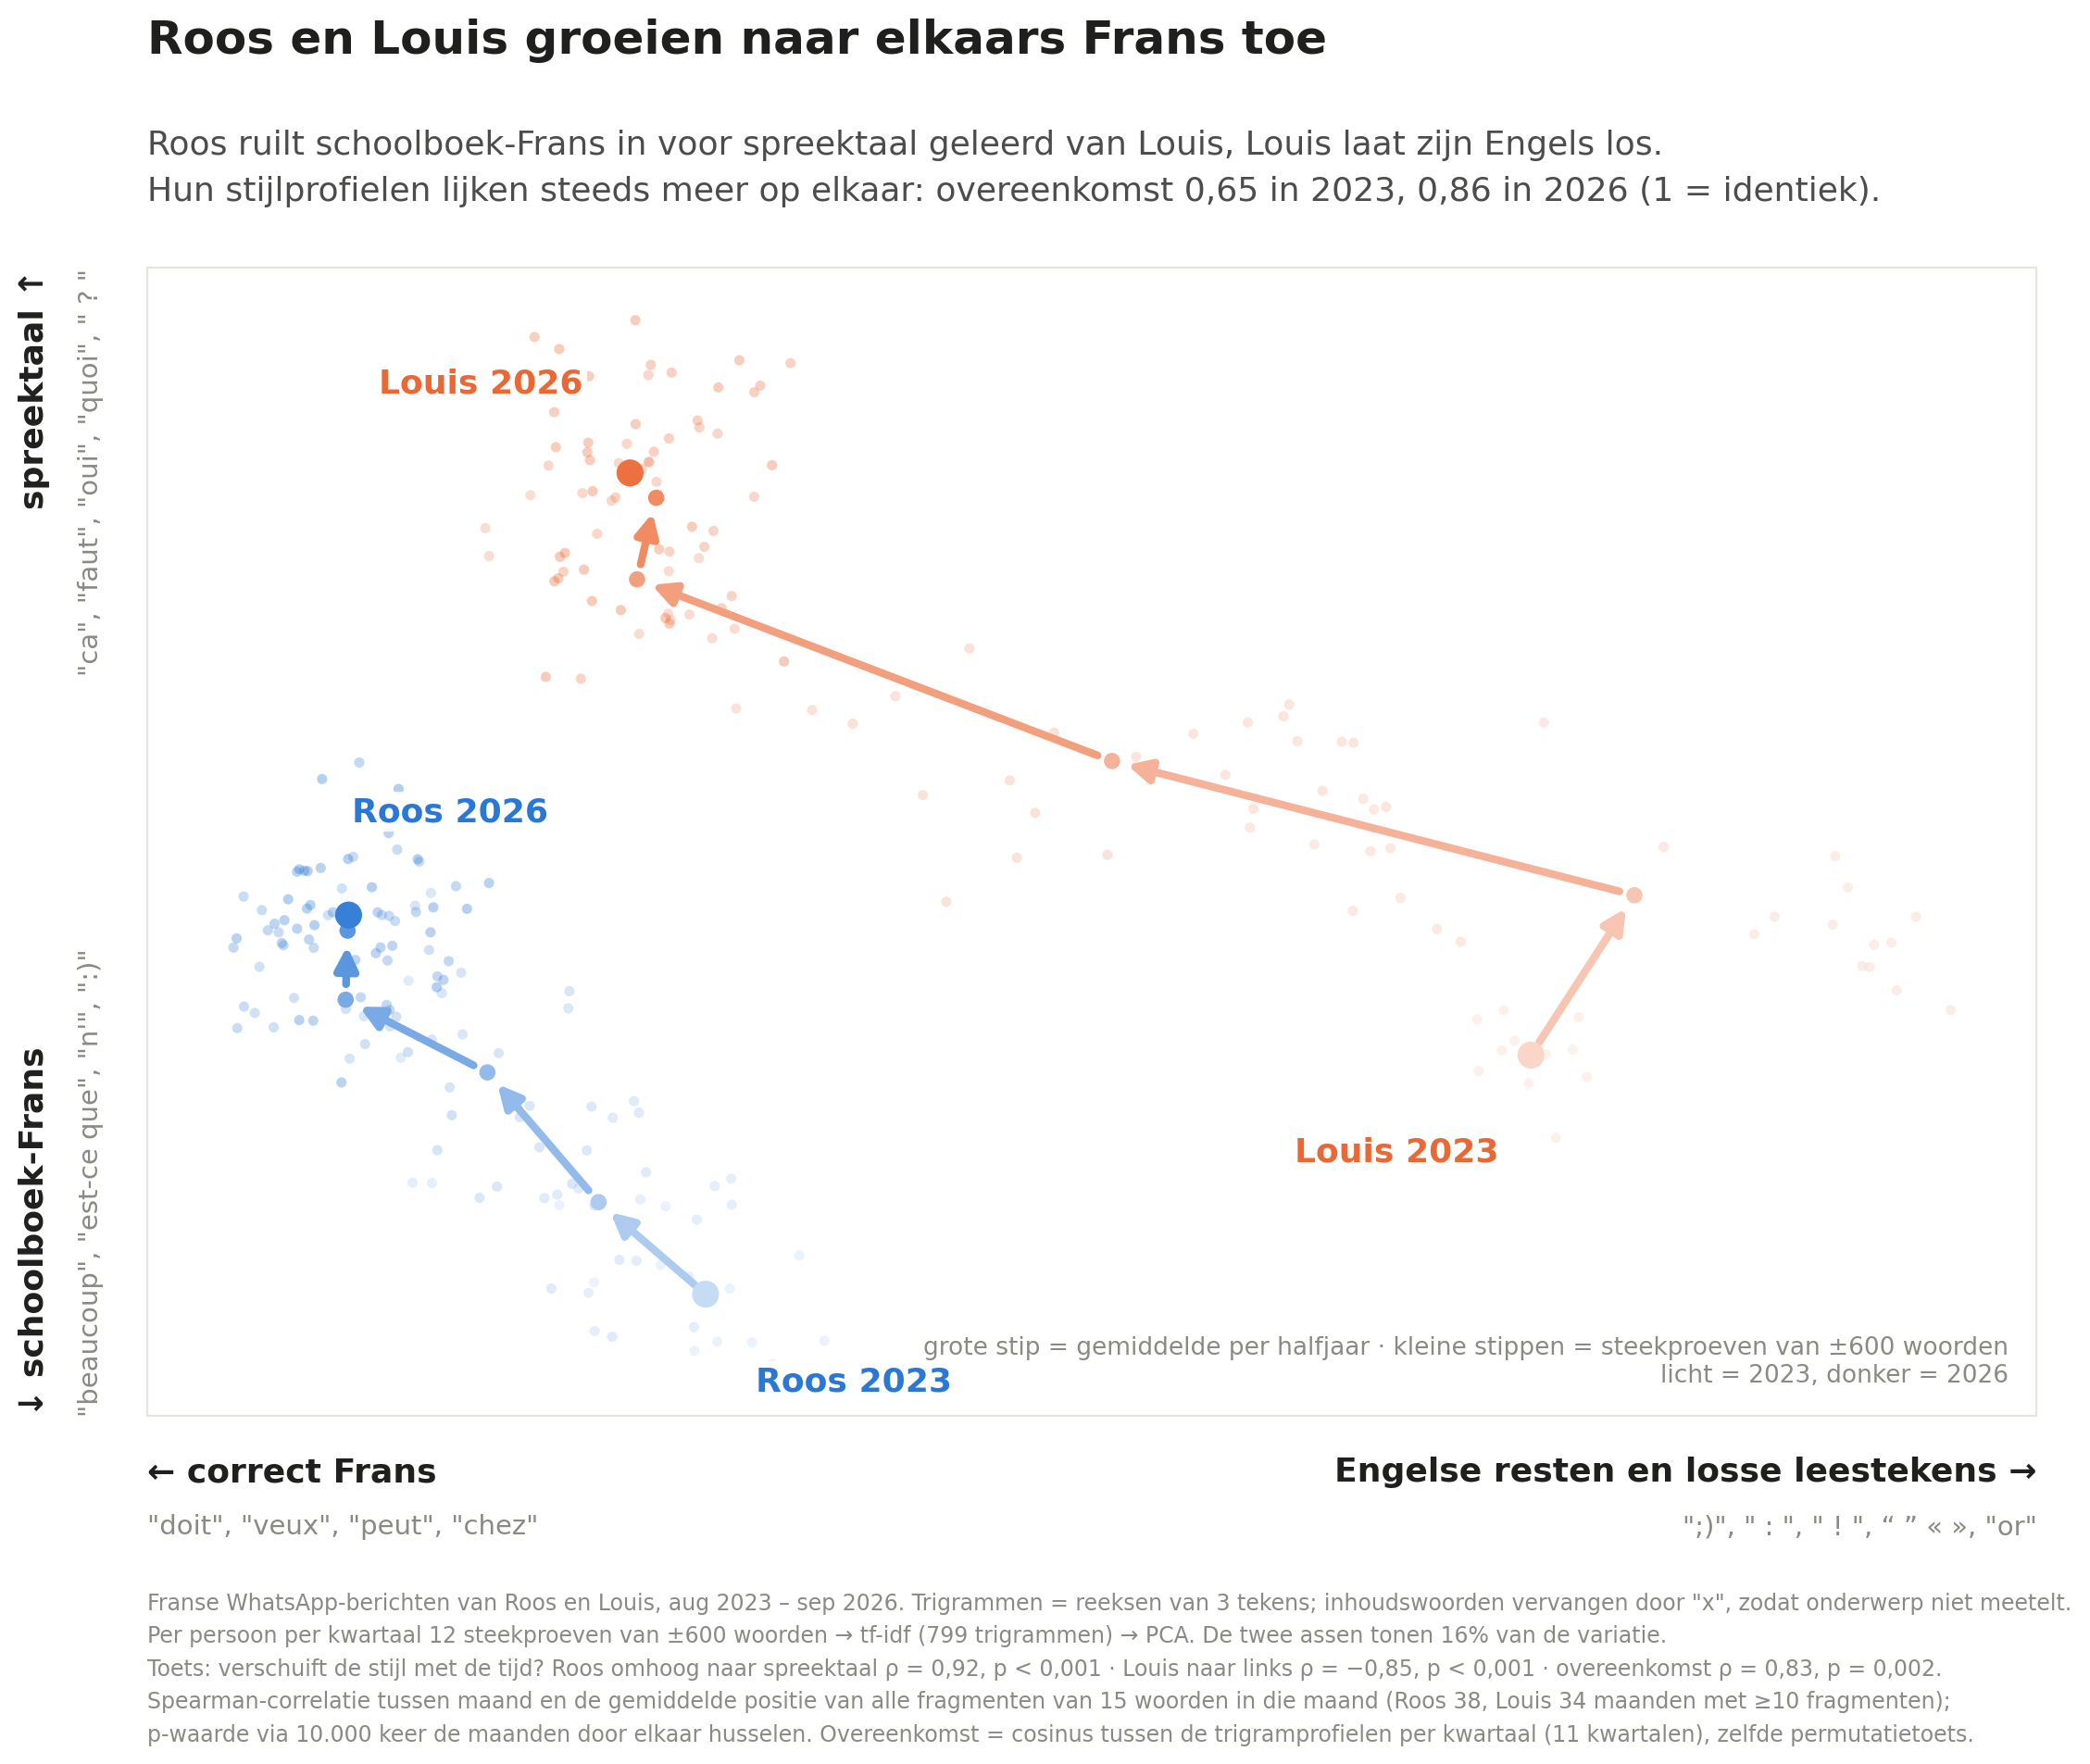 Roos en Louis groeien naar elkaars Frans toe
Roos ruilt schoolboek-Frans in voor spreektaal geleerd van Louis, Louis laat zijn Engels los.
Hun stijlprofielen lijken steeds meer op elkaar: overeenkomst 0,65 in 2023, 0,86 in 2026 (1 = identiek).
spreektaal ↑
"ca", "faut", "oui", "quoi", " ? "
↓ schoolboek-Frans
"beaucoup", "est-ce que", "n'", ":)"
Louis 2026
Roos 2026
Louis 2023
Roos 2023
grote stip = gemiddelde per halfjaar · kleine stippen = steekproeven van ±600 woorden
licht = 2023, donker = 2026
← correct Frans
Engelse resten en losse leestekens →
"doit", "veux", "peut", "chez"
";)", " : ", " ! ", “ ” « », "or"
Franse WhatsApp-berichten van Roos en Louis, aug 2023 – sep 2026. Trigrammen = reeksen van 3 tekens; inhoudswoorden vervangen door "x", zodat onderwerp niet meetelt.
Per persoon per kwartaal 12 steekproeven van ±600 woorden → tf-idf (799 trigrammen) → PCA. De twee assen tonen 16% van de variatie.
Toets: verschuift de stijl met de tijd? Roos omhoog naar spreektaal ρ = 0,92, p < 0,001 · Louis naar links ρ = −0,85, p < 0,001 · overeenkomst ρ = 0,83, p = 0,002.
Spearman-correlatie tussen maand en de gemiddelde positie van alle fragmenten van 15 woorden in die maand (Roos 38, Louis 34 maanden met ≥10 fragmenten);
p-waarde via 10.000 keer de maanden door elkaar husselen. Overeenkomst = cosinus tussen de trigramprofielen per kwartaal (11 kwartalen), zelfde permutatietoets.